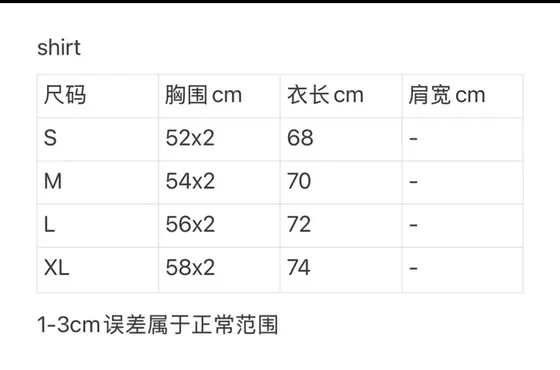 shirt
尺码 胸围cm 衣长cm 肩宽cm
S 52x2 68 -
M 54x2 70 -
L 56x2 72 -
XL 58x2 74 -
1-3cm误差属于正常范围